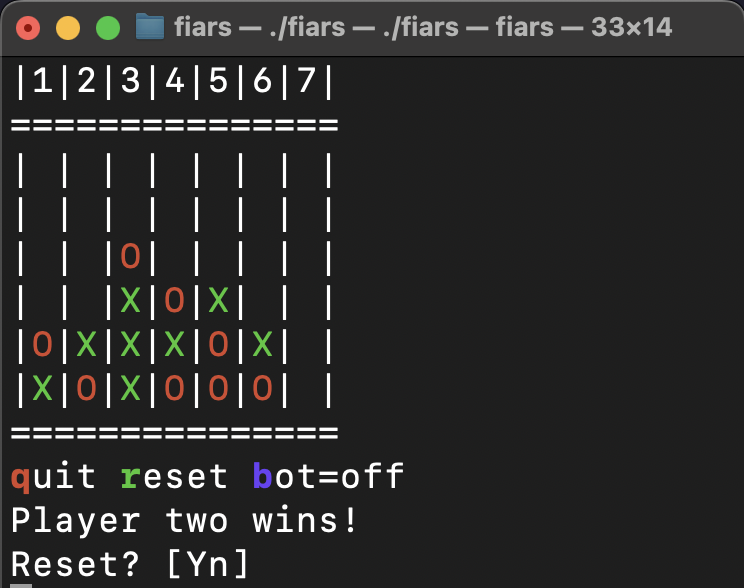 fiars — ./fiars — ./fiars — fiars — 33×14
|1|2|3|4|5|6|7|
===============
| | | | | | | |
| | | | | | | |
| | |O| | | | |
| | |X|O|X| | |
|O|X|X|X|O|X| |
|X|O|X|O|O|O| |
===============
quit reset bot=off
Player two wins!
Reset? [Yn]